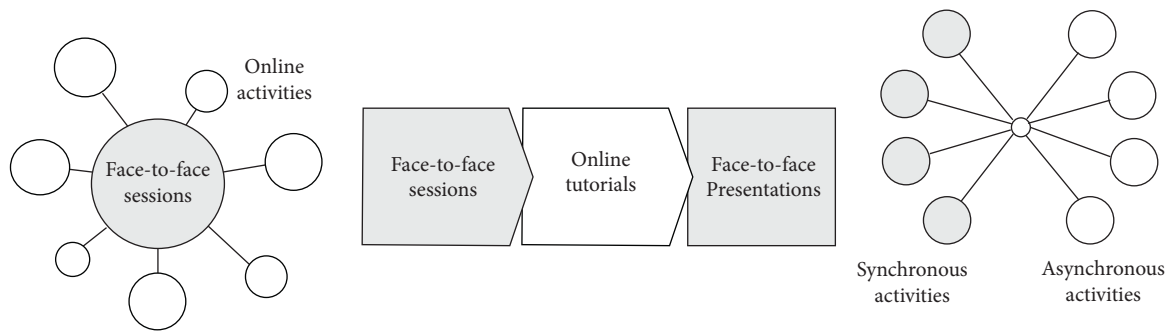 Online
activities
Face-to-face
sessions
Face-to-face
sessions
Online
tutorials
Face-to-face
Presentations
Synchronous
activities
Asynchronous
activities